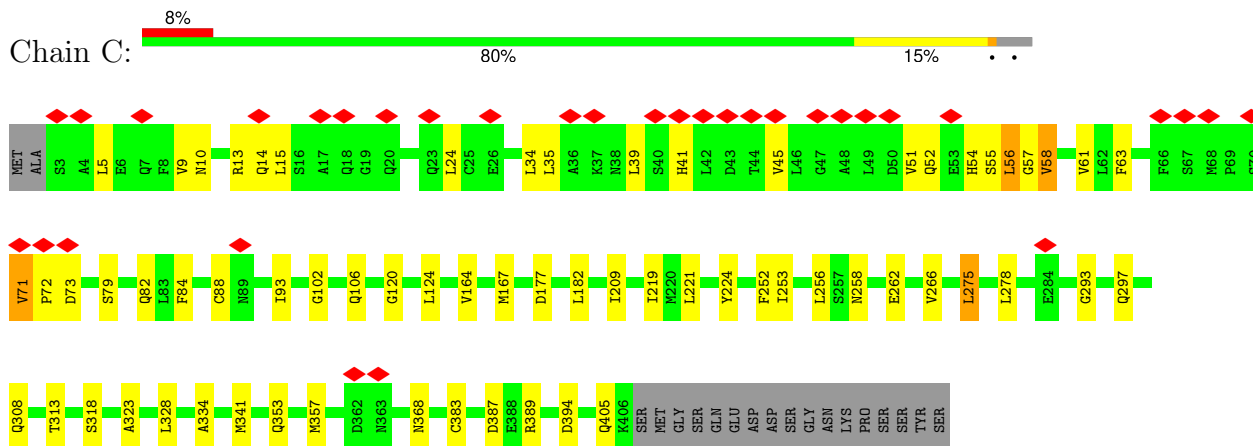 8%
Chain C:
80% 15% • •
MET ALA S3 A4 L5 E6 Q7 F8 V9 N10 R13 Q14 L15 S16 A17 Q18 G19 Q20 Q23 L24 C25 E26 L34 L35 A36 K37 N38 L39 S40 H41 L42 D43 T44 V45 L46 G47 A48 L49 D50 V51 Q52 E53 H54 S55 L56 G57 V58 V61 L62 F63 F66 S67 M68 P69
V71 P72 D73 S79 Q82 L83 F84 C88 N89 I93 G102 Q106 G120 L124 V164 M167 D177 L182 I209 I219 M220 L221 Y224 F252 I253 L256 S257 N258 E262 V266 L275 L278 E284 G293 Q297
Q308 T313 S318 A323 L328 A334 M341 Q353 M357 D362 N363 N368 C383 D387 E388 R389 D394 Q405 K406 SER MET GLY SER GLN GLU ASP ASP SER GLY ASN LYS PRO SER SER TYR SER